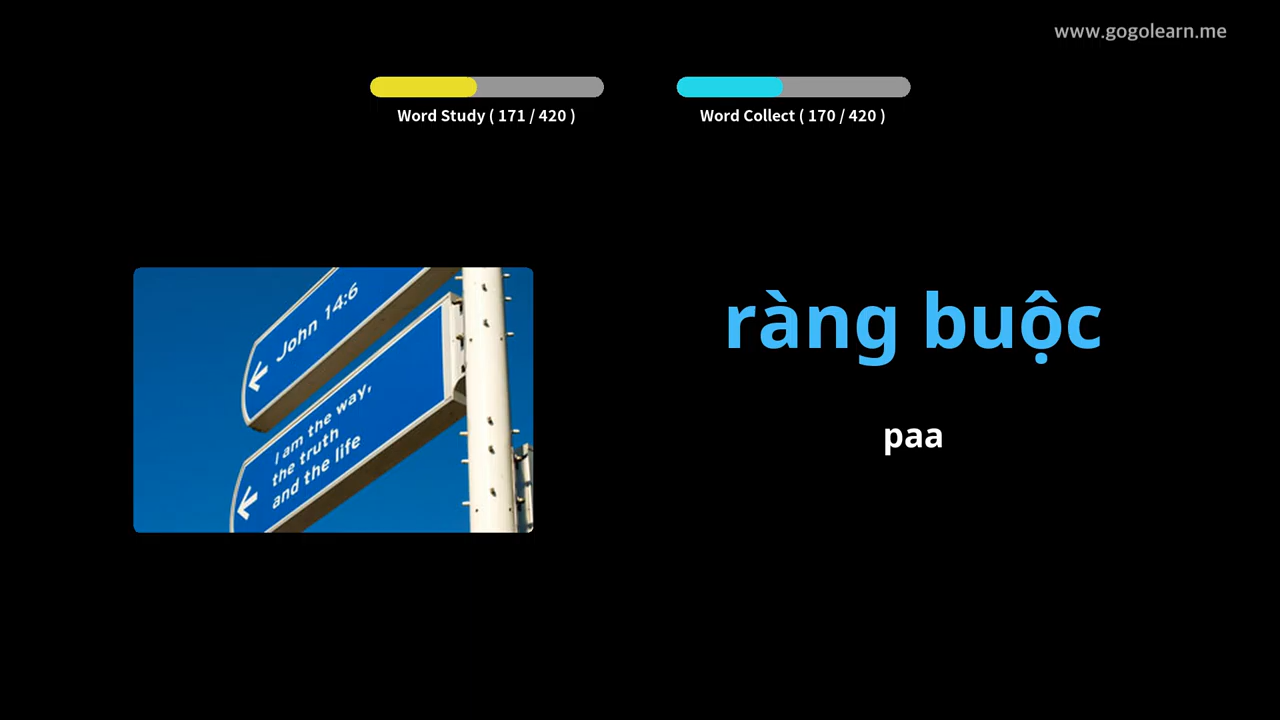 www.gogolearn.me
Word Study ( 171 / 420 )
Word Collect ( 170 / 420 )
John 14:6
I am the way,
the truth
and the life
ràng buộc
paa